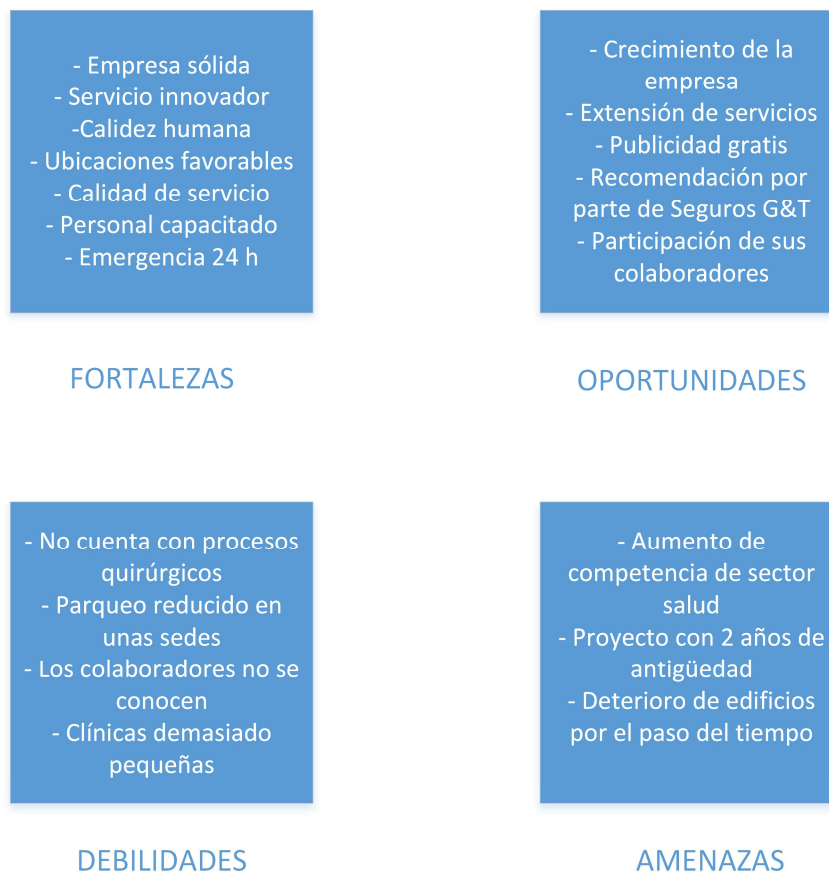 - Empresa sólida
- Servicio innovador
-Calidez humana
- Ubicaciones favorables
- Calidad de servicio
- Personal capacitado
- Emergencia 24 h
FORTALEZAS
- Crecimiento de la
empresa
- Extensión de servicios
- Publicidad gratis
- Recomendación por
parte de Seguros G&T
- Participación de sus
colaboradores
OPORTUNIDADES
- No cuenta con procesos
quirúrgicos
- Parqueo reducido en
unas sedes
- Los colaboradores no se
conocen
- Clínicas demasiado
pequeñas
DEBILIDADES
- Aumento de
competencia de sector
salud
- Proyecto con 2 años de
antigüedad
- Deterioro de edificios
por el paso del tiempo
AMENAZAS